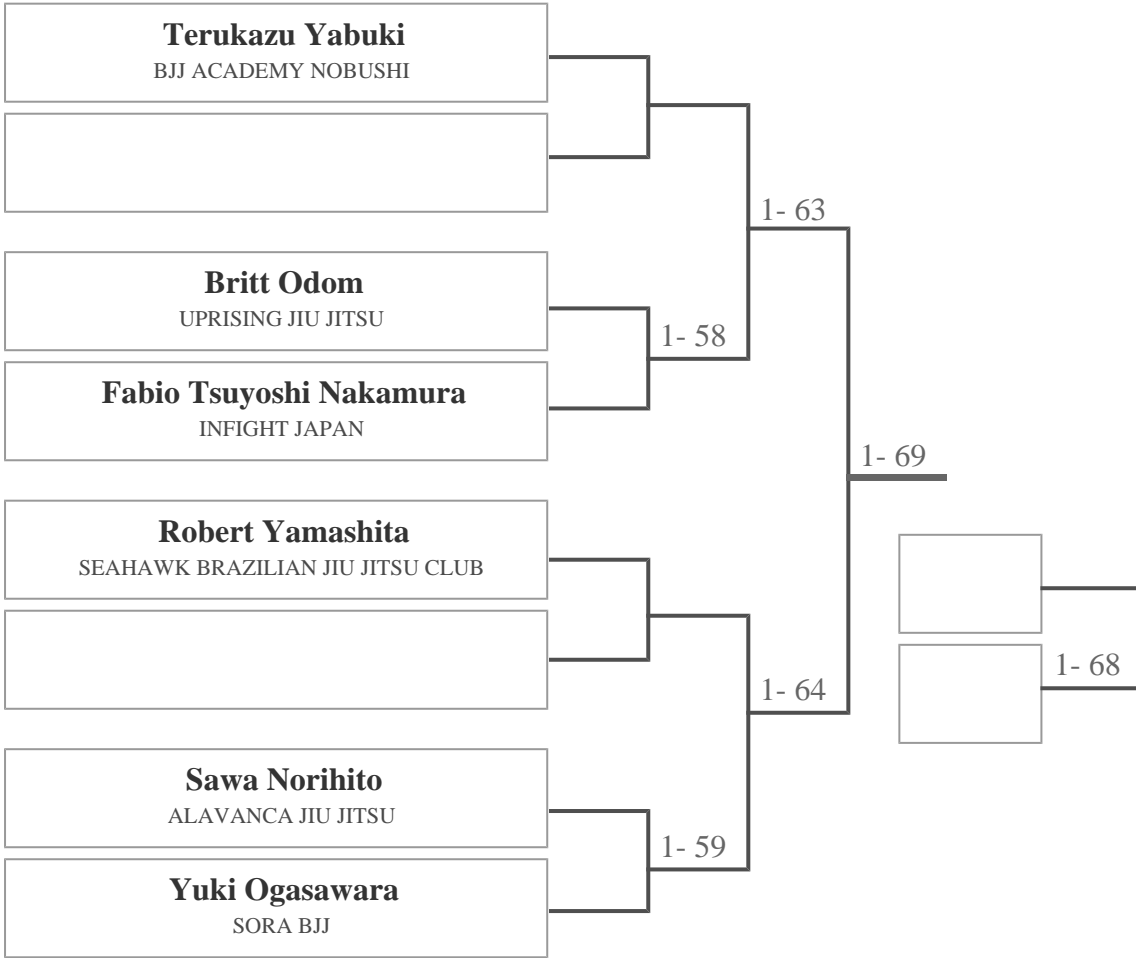 Terukazu Yabuki
BJJ ACADEMY NOBUSHI
1- 63
Britt Odom
UPRISING JIU JITSU
1- 58
Fabio Tsuyoshi Nakamura
INFIGHT JAPAN
1- 69
Robert Yamashita
SEAHAWK BRAZILIAN JIU JITSU CLUB
1- 68
1- 64
Sawa Norihito
ALAVANCA JIU JITSU
1- 59
Yuki Ogasawara
SORA BJJ